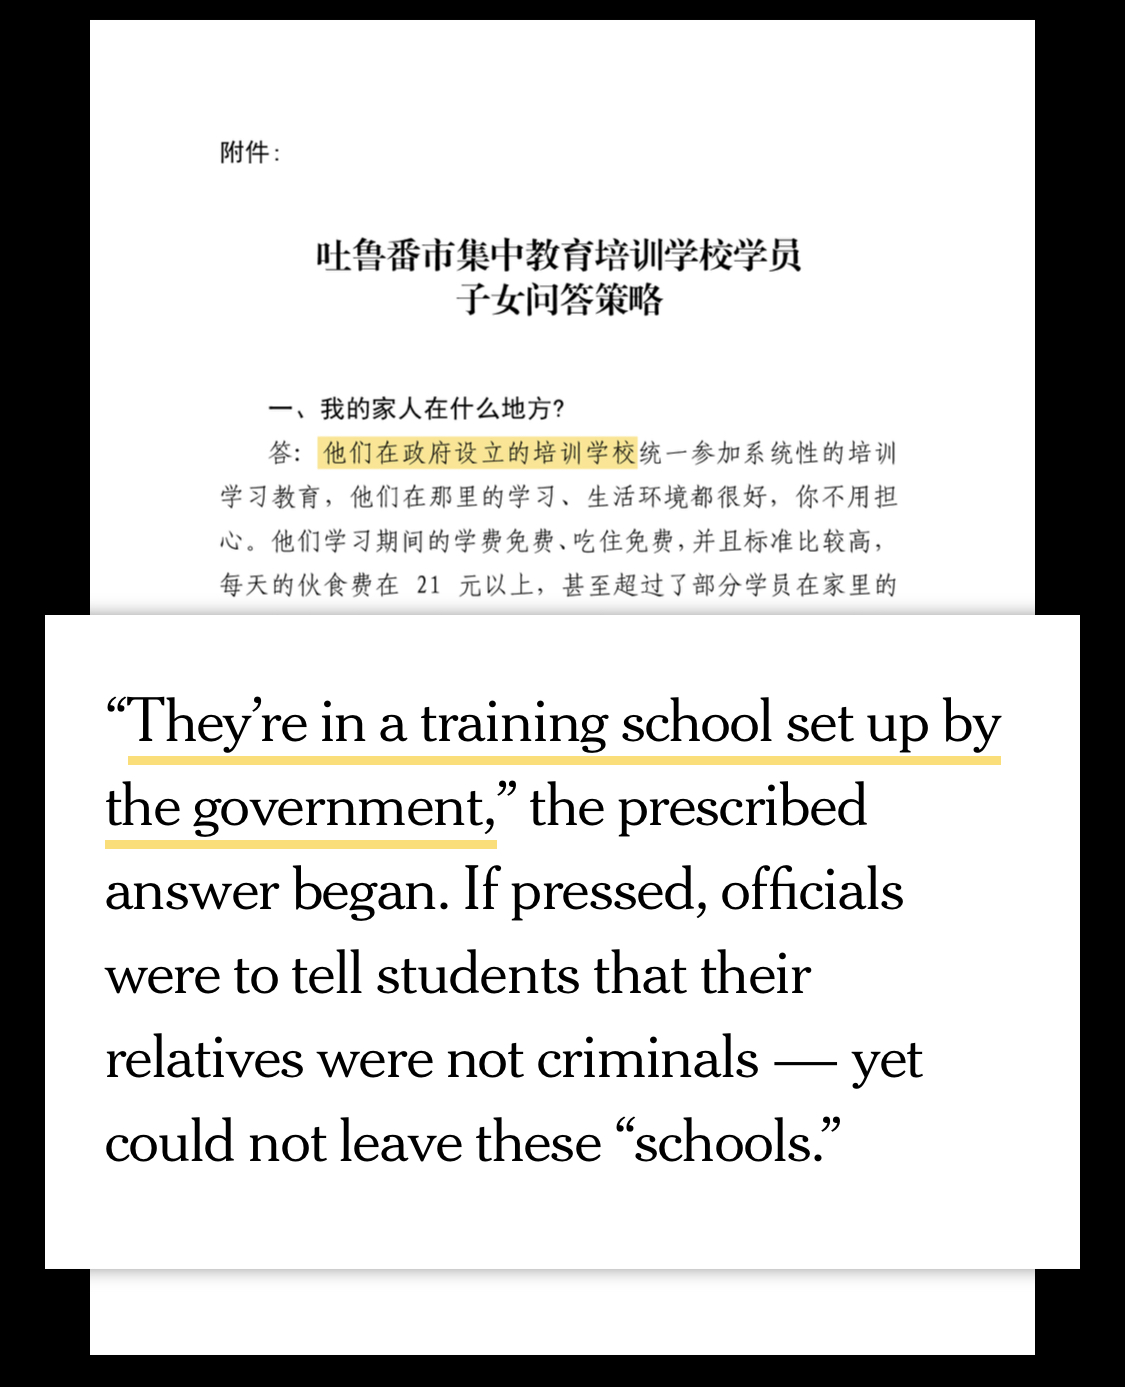 附件：
吐鲁番市集中教育培训学校学员
子女问答策略
一、我的家人在什么地方?
答：他们在政府设立的培训学校统一参加系统性的培训
学习教育，他们在那里的学习、生活环境都很好，你不用担
心。他们学习期间的学费免费、吃住免费，并且标准比较高，
每天的伙食费在 21 元以上，甚至超过了部分学员在家里的
“They’re in a training school set up by
the government,” the prescribed
answer began. If pressed, officials
were to tell students that their
relatives were not criminals — yet
could not leave these “schools.”